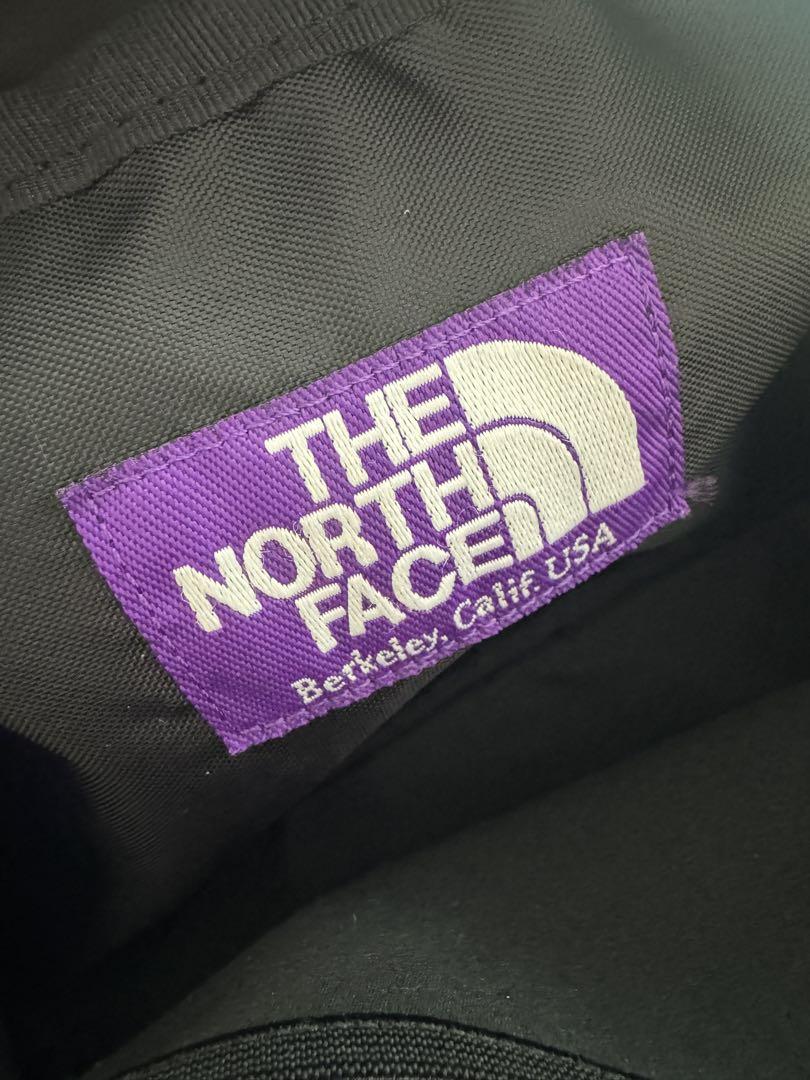 THE
NORTH
FACE
Berkeley, Calif. USA